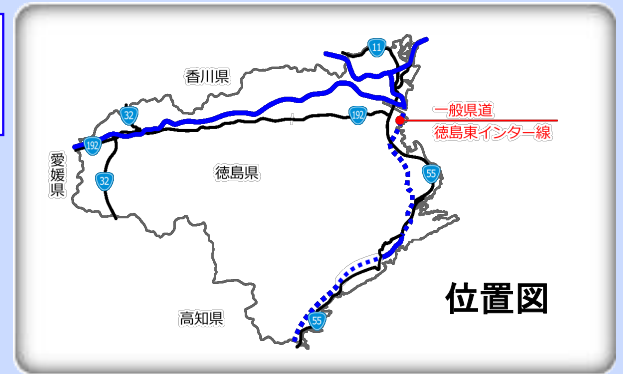 11
香川県
32
192
一般県道
徳島東インター線
192
愛媛県
徳島県
32
55
位置図
高知県
55